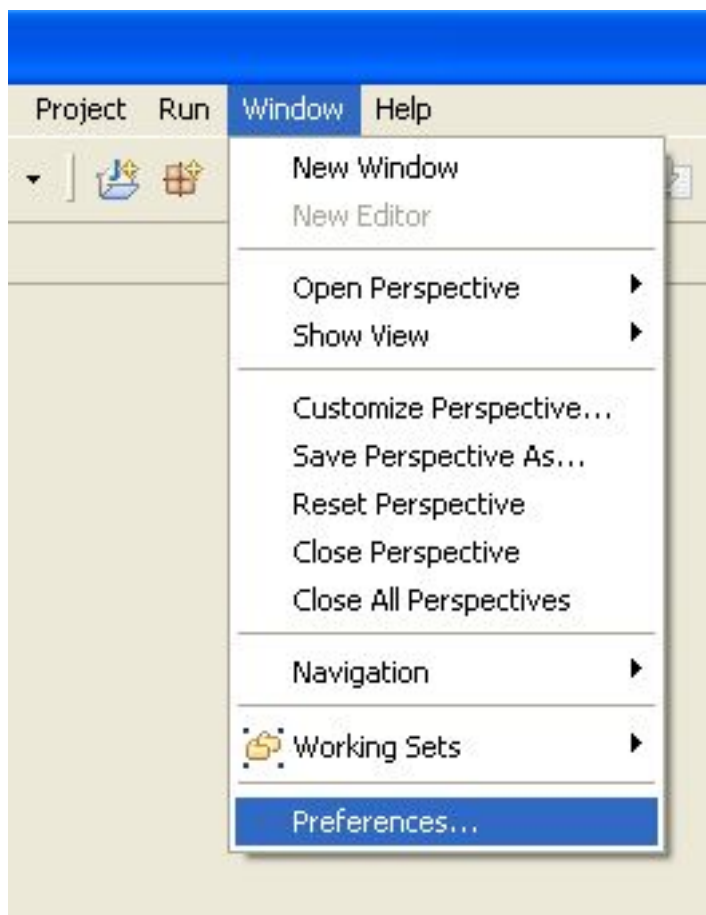 Project Run Window Help
New Window
New Editor
Open Perspective
Show View
Customize Perspective...
Save Perspective As...
Reset Perspective
Close Perspective
Close All Perspectives
Navigation
Working Sets
Preferences...